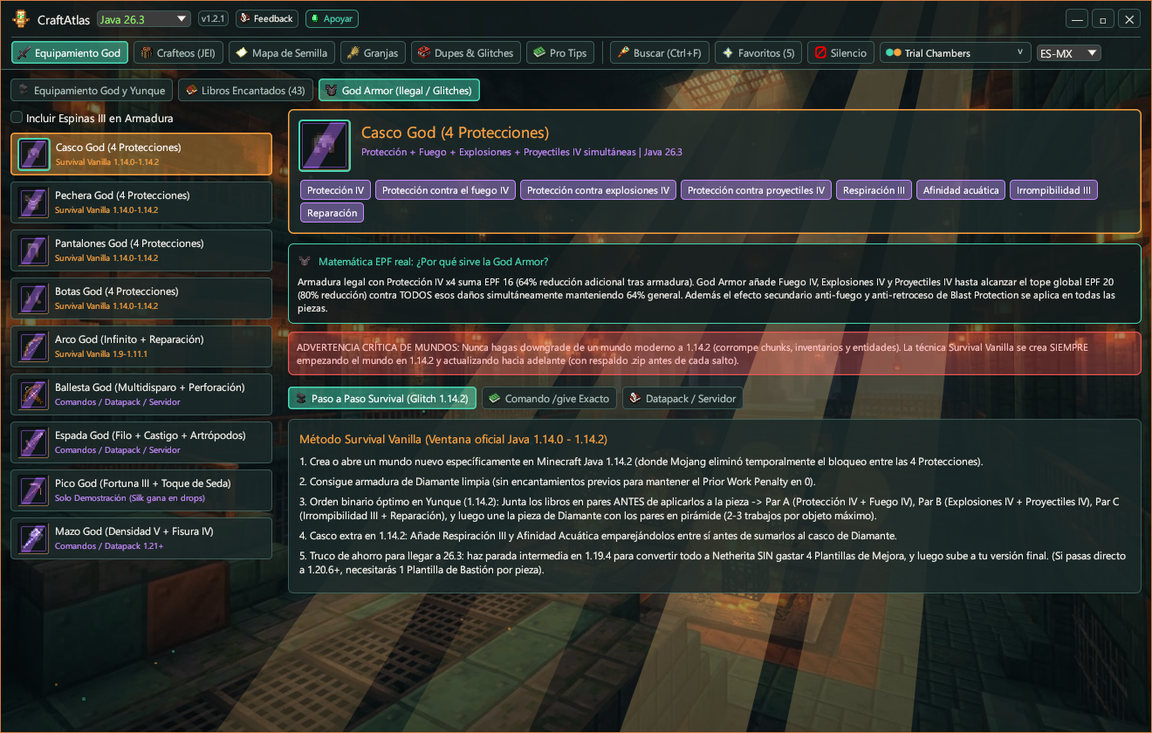 CraftAtlas Java 26.3 v1.2.1 Feedback Apoyar
Equipamiento God Crafteos (JEI) Mapa de Semilla Granjas Dupes & Glitches Pro Tips Buscar (Ctrl+F) Favoritos (5) Silencio Trial Chambers ES-MX
Equipamiento God y Yunque Libros Encantados (43) God Armor (Ilegal / Glitches)
Incluir Espinas III en Armadura
Casco God (4 Protecciones)
Survival Vanilla 1.14.0-1.14.2
Pechera God (4 Protecciones)
Survival Vanilla 1.14.0-1.14.2
Pantalones God (4 Protecciones)
Survival Vanilla 1.14.0-1.14.2
Botas God (4 Protecciones)
Survival Vanilla 1.14.0-1.14.2
Arco God (Infinito + Reparación)
Survival Vanilla 1.9-1.11.1
Ballesta God (Multidisparo + Perforación)
Comandos / Datapack / Servidor
Espada God (Filo + Castigo + Artrópodos)
Comandos / Datapack / Servidor
Pico God (Fortuna III + Toque de Seda)
Solo Demostración (Silk gana en drops)
Mazo God (Densidad V + Fisura IV)
Comandos / Datapack 1.21+
Casco God (4 Protecciones)
Protección + Fuego + Explosiones + Proyectiles IV simultáneas | Java 26.3
Protección IV Protección contra el fuego IV Protección contra explosiones IV Protección contra proyectiles IV Respiración III Afinidad acuática Irrompibilidad III
Reparación
Matemática EPF real: ¿Por qué sirve la God Armor?
Armadura legal con Protección IV x4 suma EPF 16 (64% reducción adicional tras armadura). God Armor añade Fuego IV, Explosiones IV y Proyectiles IV hasta alcanzar el tope global EPF 20
(80% reducción) contra TODOS esos daños simultáneamente manteniendo 64% general. Además el efecto secundario anti-fuego y anti-retroceso de Blast Protection se aplica en todas las
piezas.
ADVERTENCIA CRÍTICA DE MUNDOS: Nunca hagas downgrade de un mundo moderno a 1.14.2 (corrompe chunks, inventarios y entidades). La técnica Survival Vanilla se crea SIEMPRE
empezando el mundo en 1.14.2 y actualizando hacia adelante (con respaldo .zip antes de cada salto).
Paso a Paso Survival (Glitch 1.14.2) Comando /give Exacto Datapack / Servidor
Método Survival Vanilla (Ventana oficial Java 1.14.0 - 1.14.2)
1. Crea o abre un mundo nuevo específicamente en Minecraft Java 1.14.2 (donde Mojang eliminó temporalmente el bloqueo entre las 4 Protecciones).
2. Consigue armadura de Diamante limpia (sin encantamientos previos para mantener el Prior Work Penalty en 0).
3. Orden binario óptimo en Yunque (1.14.2): Junta los libros en pares ANTES de aplicarlos a la pieza -> Par A (Protección IV + Fuego IV), Par B (Explosiones IV + Proyectiles IV), Par C
(Irrompibilidad III + Reparación), y luego une la pieza de Diamante con los pares en pirámide (2-3 trabajos por objeto máximo).
4. Casco extra en 1.14.2: Añade Respiración III y Afinidad Acuática emparejándolos entre sí antes de sumarlos al casco de Diamante.
5. Truco de ahorro para llegar a 26.3: haz parada intermedia en 1.19.4 para convertir todo a Netherita SIN gastar 4 Plantillas de Mejora, y luego sube a tu versión final. (Si pasas directo
a 1.20.6+, necesitarás 1 Plantilla de Bastión por pieza).